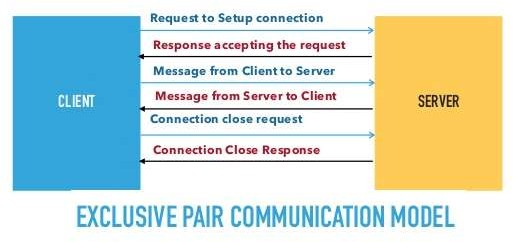 Request to Setup connection
Response accepting the request
Message from Client to Server
CLIENT
Message from Server to Client
SERVER
Connection close request
Connection Close Response
EXCLUSIVE PAIR COMMUNICATION MODEL